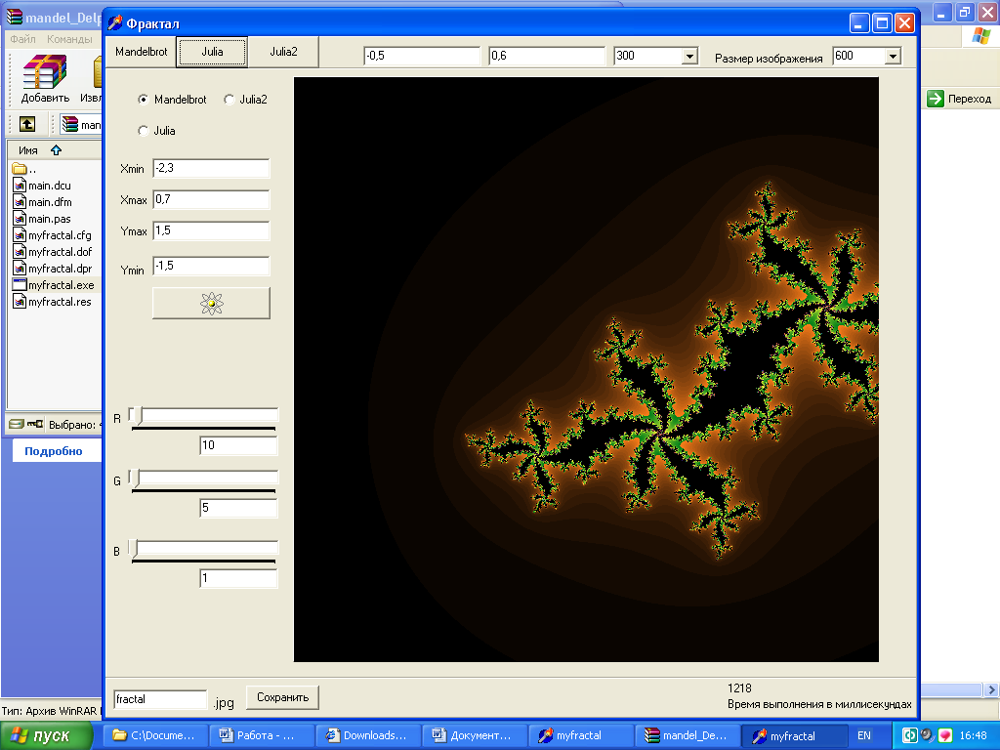 mandel_Delp
Фрактал
Файл Команды
Mandelbrot Julia Julia2 -0,5 0,6 300 Размер изображения 600
Добавить Извл
Переход
Mandelbrot Julia2
Julia
man
Имя
..
main.dcu
main.dfm
main.pas
myfractal.cfg
myfractal.dof
myfractal.dpr
myfractal.exe
myfractal.res
Xmin -2,3
Xmax 0,7
Ymax 1,5
Ymin -1,5
R
10
G
5
B
1
Выбрано:
Подробно
fractal .jpg Сохранить
1218
Время выполнения в миллисекундах
Тип: Архив WinRAR
пуск C:\Docume... Работа - ... Downloads... Документ... myfractal mandel_De... myfractal EN 16:48